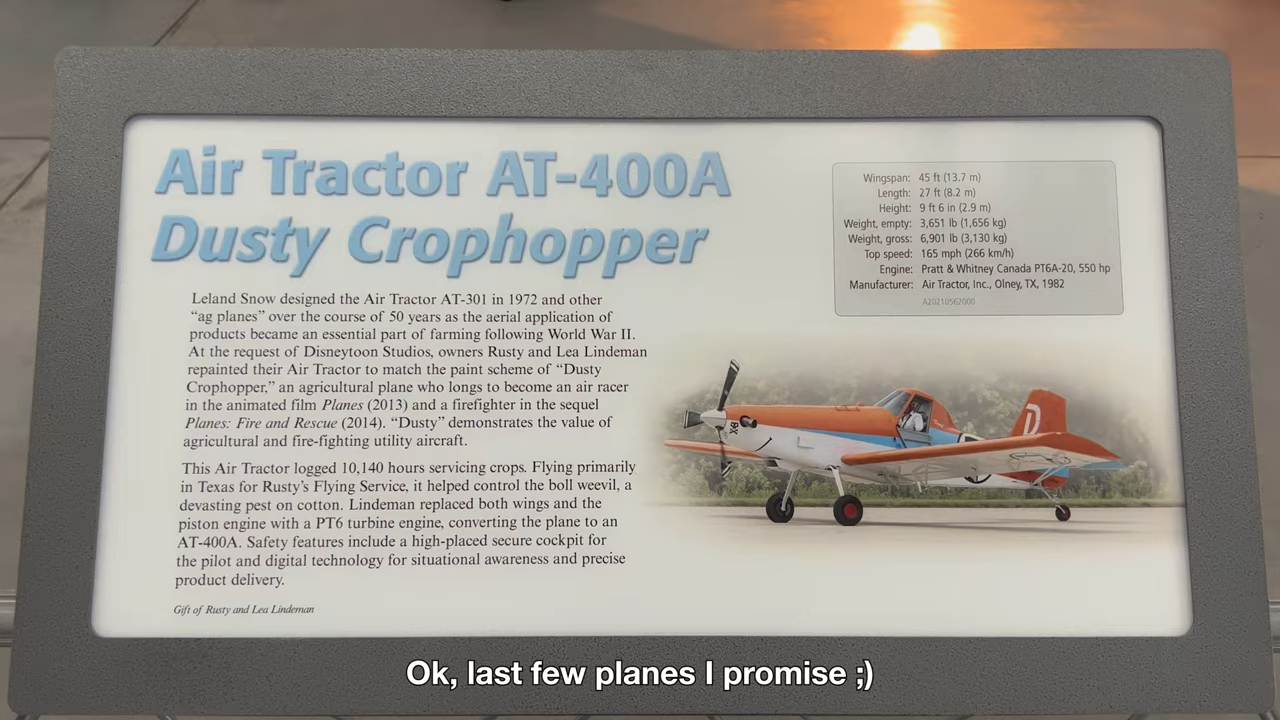 Air Tractor AT-400A
Dusty Crophopper
Wingspan: 45 ft (13.7 m)
Length: 27 ft (8.2 m)
Height: 9 ft 6 in (2.9 m)
Weight, empty: 3,651 lb (1,656 kg)
Weight, gross: 6,901 lb (3,130 kg)
Top speed: 165 mph (266 km/h)
Engine: Pratt & Whitney Canada PT6A-20, 550 hp
Manufacturer: Air Tractor, Inc., Olney, TX, 1982
A20210562000
Leland Snow designed the Air Tractor AT-301 in 1972 and other
“ag planes” over the course of 50 years as the aerial application of
products became an essential part of farming following World War II.
At the request of Disneytoon Studios, owners Rusty and Lea Lindeman
repainted their Air Tractor to match the paint scheme of “Dusty
Crophopper,” an agricultural plane who longs to become an air racer
in the animated film Planes (2013) and a firefighter in the sequel
Planes: Fire and Rescue (2014). “Dusty” demonstrates the value of
agricultural and fire-fighting utility aircraft.
This Air Tractor logged 10,140 hours servicing crops. Flying primarily
in Texas for Rusty's Flying Service, it helped control the boll weevil, a
devasting pest on cotton. Lindeman replaced both wings and the
piston engine with a PT6 turbine engine, converting the plane to an
AT-400A. Safety features include a high-placed secure cockpit for
the pilot and digital technology for situational awareness and precise
product delivery.
Gift of Rusty and Lea Lindeman
D
Ok, last few planes I promise ;)